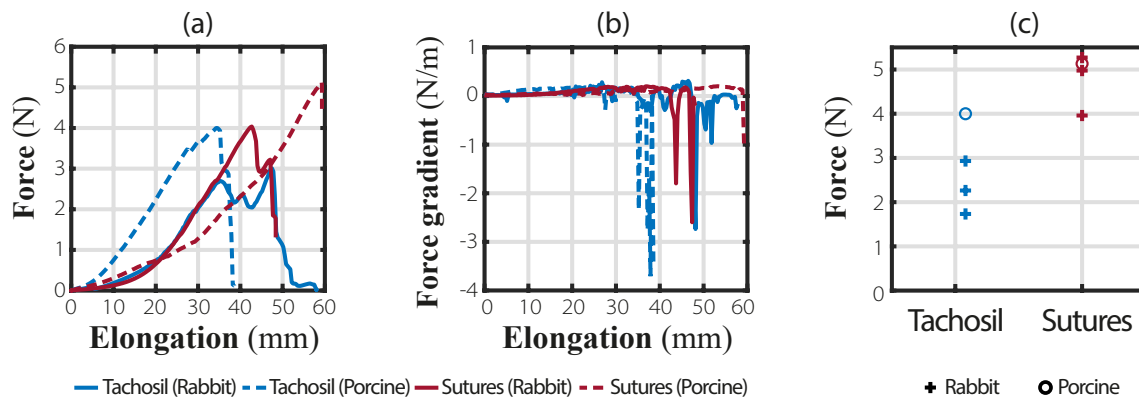 (a)
(b)
(c)
Force (N)
6
5
4
3
2
1
0
0 10 20 30 40 50 60
Elongation (mm)
Force gradient (N/m)
1
0
-1
-2
-3
-4
0 10 20 30 40 50 60
Elongation (mm)
Force (N)
5
4
3
2
1
0
Tachosil Sutures
Tachosil (Rabbit) Tachosil (Porcine) Sutures (Rabbit) Sutures (Porcine)
Rabbit Porcine